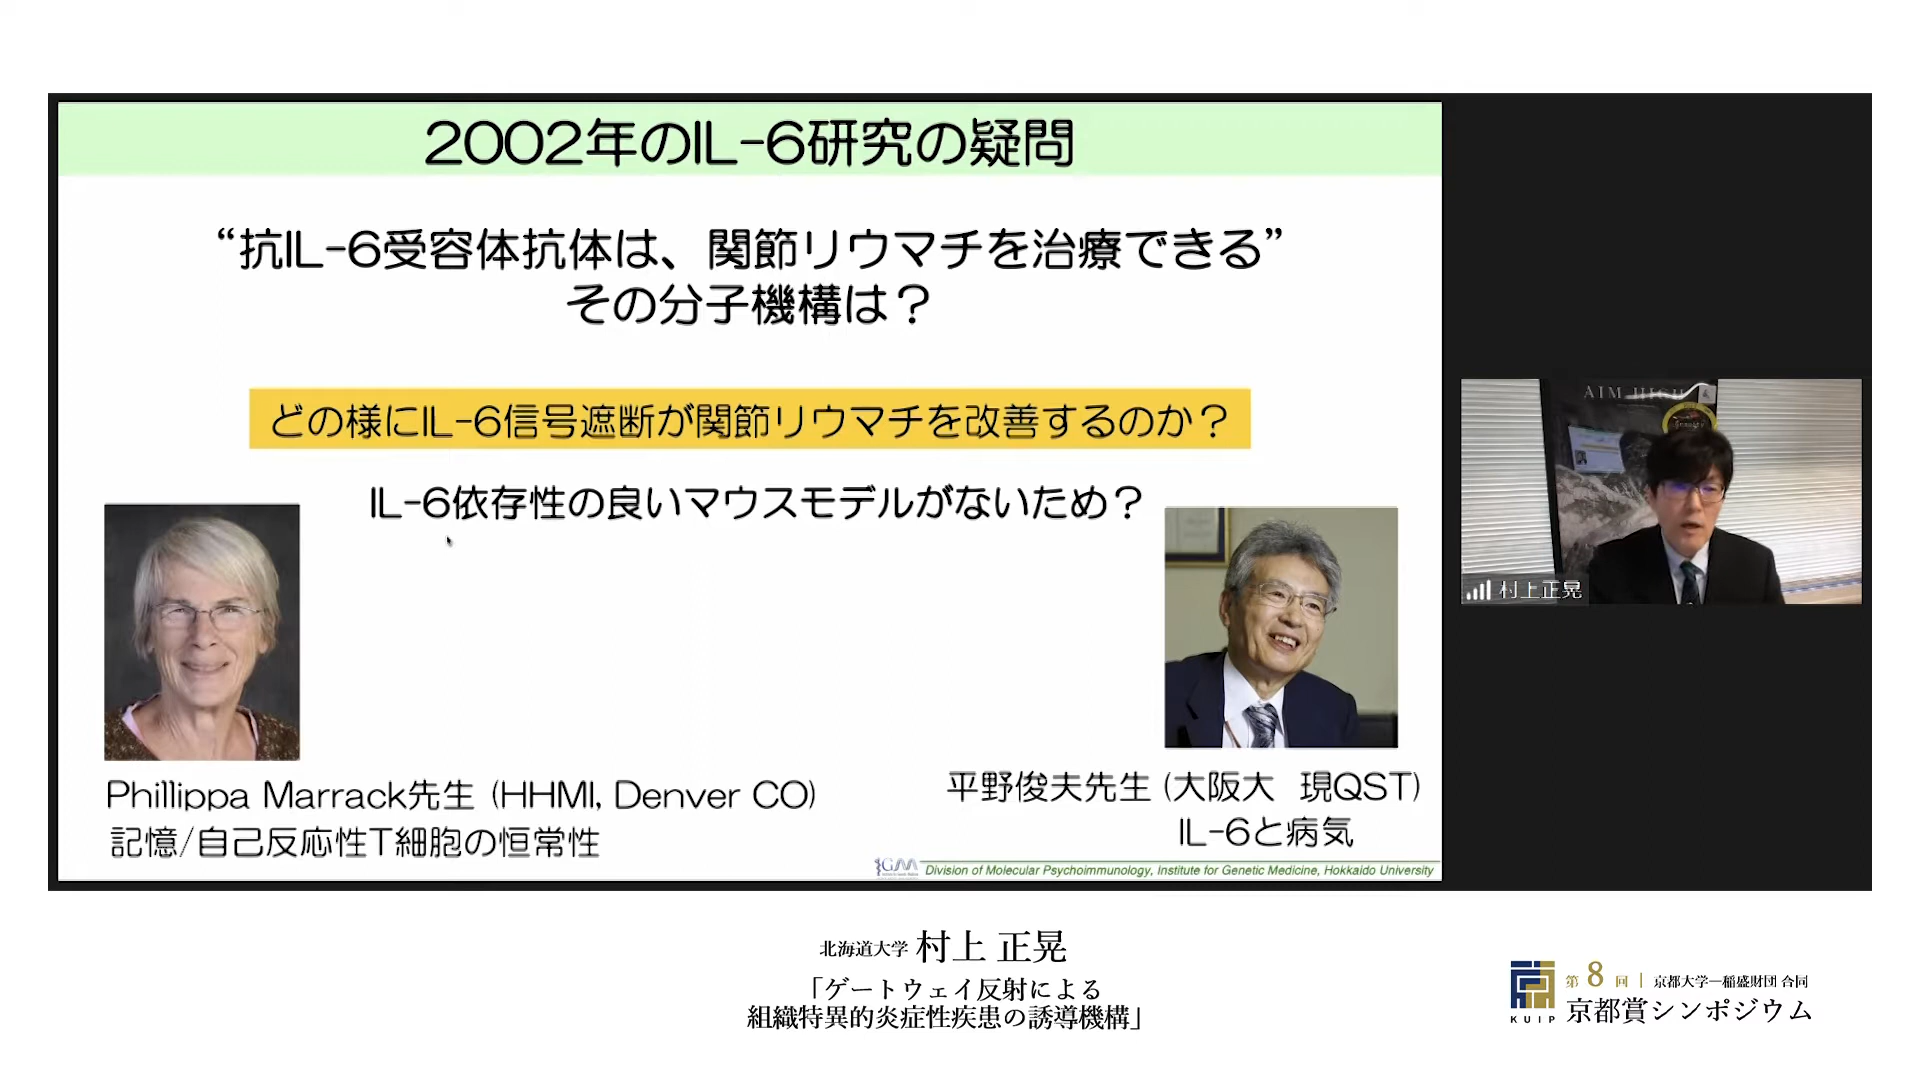 2002年のIL-6研究の疑問
“抗IL-6受容体抗体は、関節リウマチを治療できる”
その分子機構は？
どの様にIL-6信号遮断が関節リウマチを改善するのか？
IL-6依存性の良いマウスモデルがないため？
Phillippa Marrack先生 (HHMI, Denver CO)
記憶/自己反応性T細胞の恒常性
平野俊夫先生 (大阪大　現QST)
IL-6と病気
IGM
Division of Molecular Psychoimmunology, Institute for Genetic Medicine, Hokkaido University
AIM HIGH
村上正晃
北海道大学 村上 正晃
「ゲートウェイ反射による
組織特異的炎症性疾患の誘導機構」
KUIP
第8回 | 京都大学―稲盛財団 合同
京都賞シンポジウム